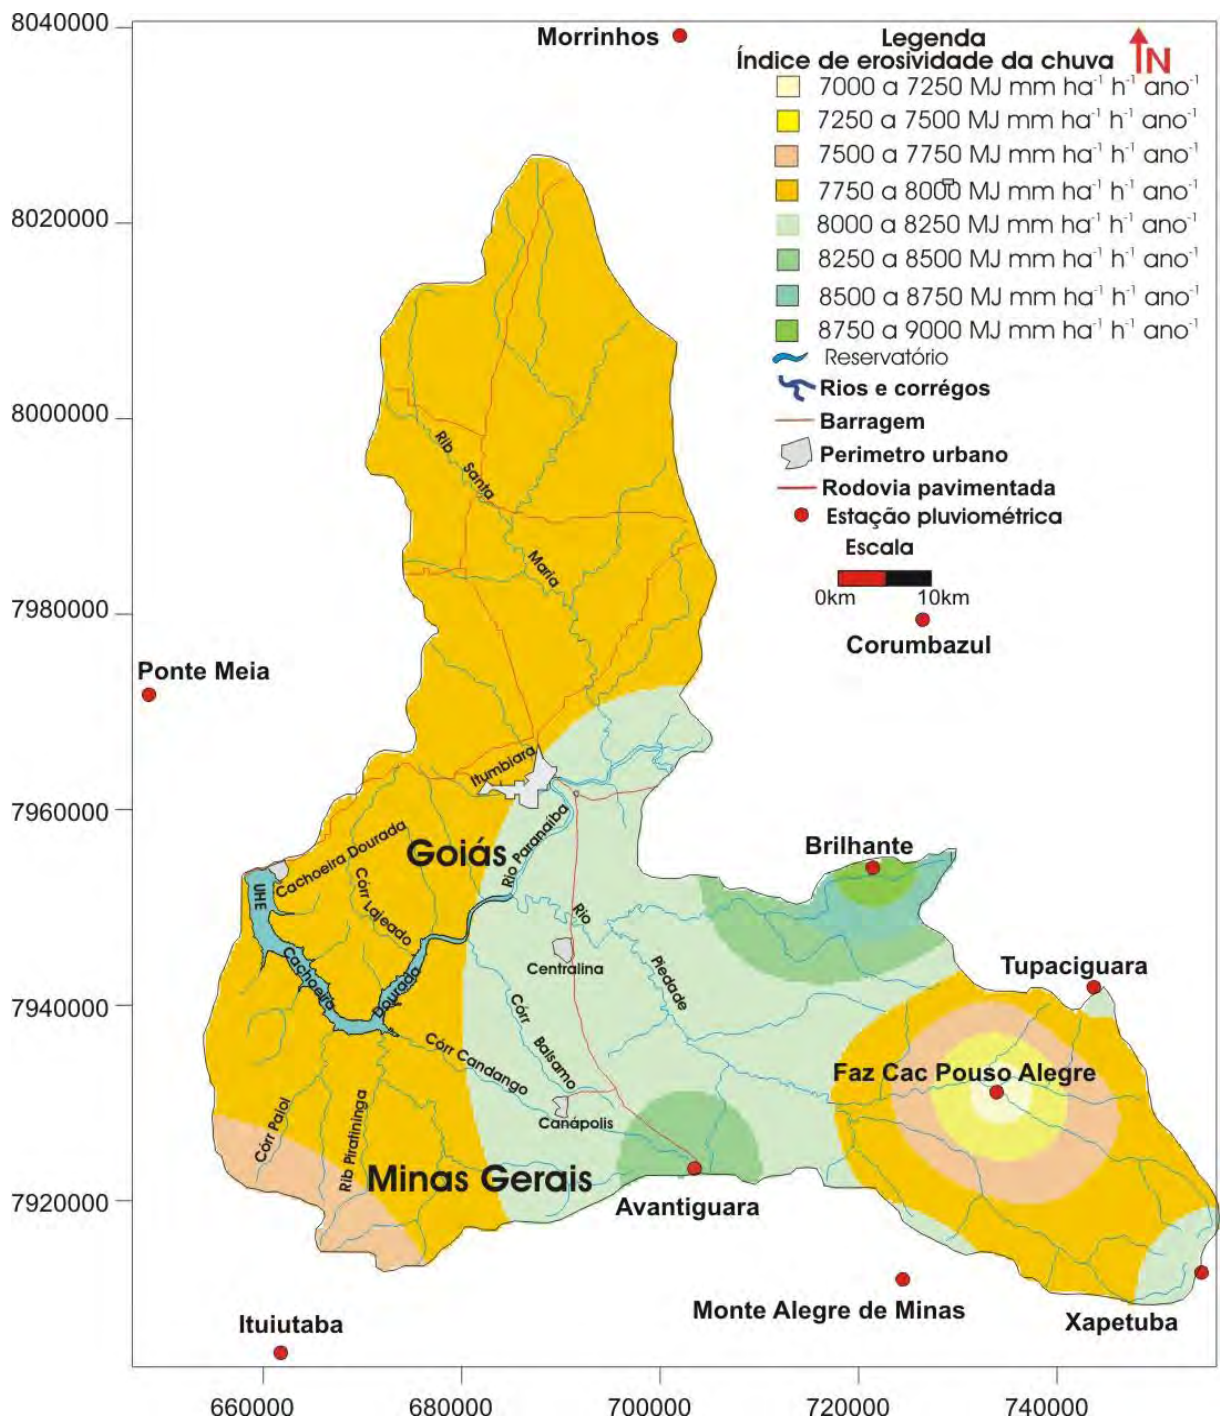 8040000
8020000
8000000
7980000
7960000
7940000
7920000
660000
680000
700000
720000
740000
Legenda
Índice de erosividade da chuva
N
7000 a 7250 MJ mm ha⁻¹ h⁻¹ ano⁻¹
7250 a 7500 MJ mm ha⁻¹ h⁻¹ ano⁻¹
7500 a 7750 MJ mm ha⁻¹ h⁻¹ ano⁻¹
7750 a 8000 MJ mm ha⁻¹ h⁻¹ ano⁻¹
8000 a 8250 MJ mm ha⁻¹ h⁻¹ ano⁻¹
8250 a 8500 MJ mm ha⁻¹ h⁻¹ ano⁻¹
8500 a 8750 MJ mm ha⁻¹ h⁻¹ ano⁻¹
8750 a 9000 MJ mm ha⁻¹ h⁻¹ ano⁻¹
Reservatório
Rios e corrégos
Barragem
Perimetro urbano
Rodovia pavimentada
Estação pluviométrica
Escala
0km 10km
Morrinhos
Corumbazul
Ponte Meia
Rib Santa Maria
Itumbiara
Rio Paranaiba
Goiás
Cachoeira Dourada
Córr Lajeado
UHE Cachoeira Dourada
Brilhante
Rio Piedade
Centralina
Tupaciguara
Córr Balsamo
Córr Candango
Faz Cac Pouso Alegre
Canápolis
Córr Paiol
Rib Piratininga
Minas Gerais
Avantiguara
Monte Alegre de Minas
Xapetuba
Ituiutaba